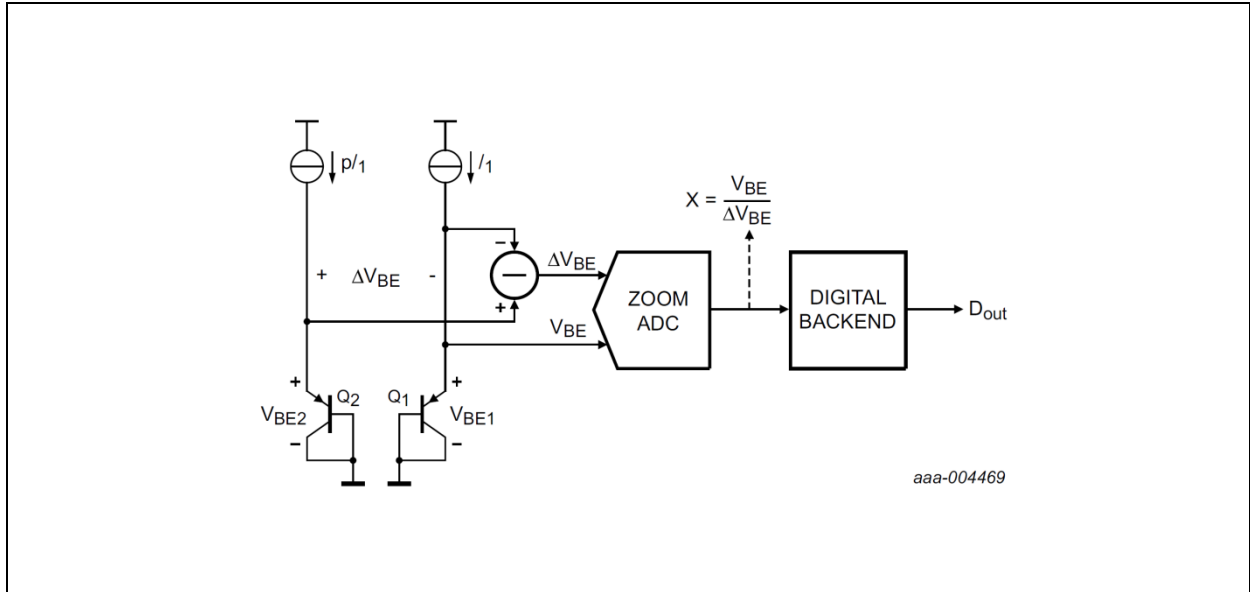 p/1
/1
X = VBE
ΔVBE
−
+ ΔVBE -
−
ΔVBE
+
VBE
ZOOM
ADC
DIGITAL
BACKEND
Dout
+ +
Q2 Q1
VBE2 VBE1
− −
aaa-004469